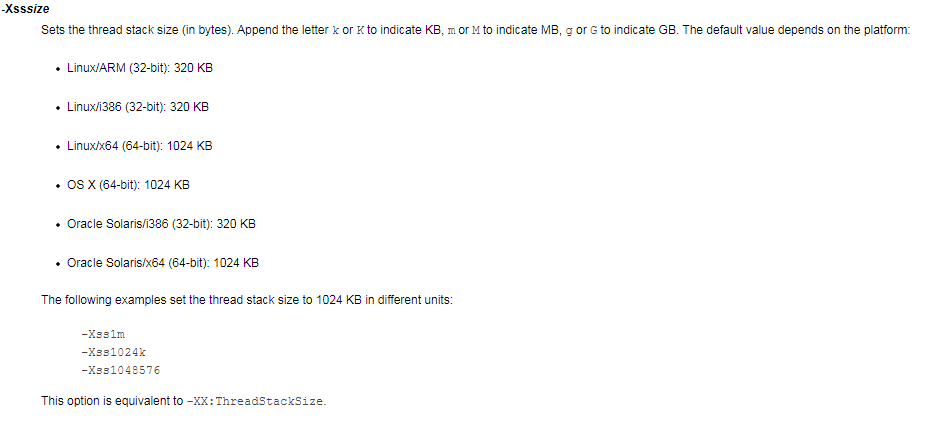 -Xsssize
Sets the thread stack size (in bytes). Append the letter k or K to indicate KB, m or M to indicate MB, g or G to indicate GB. The default value depends on the platform:
• Linux/ARM (32-bit): 320 KB
• Linux/i386 (32-bit): 320 KB
• Linux/x64 (64-bit): 1024 KB
• OS X (64-bit): 1024 KB
• Oracle Solaris/i386 (32-bit): 320 KB
• Oracle Solaris/x64 (64-bit): 1024 KB
The following examples set the thread stack size to 1024 KB in different units:
-Xss1m
-Xss1024k
-Xss1048576
This option is equivalent to -XX:ThreadStackSize.